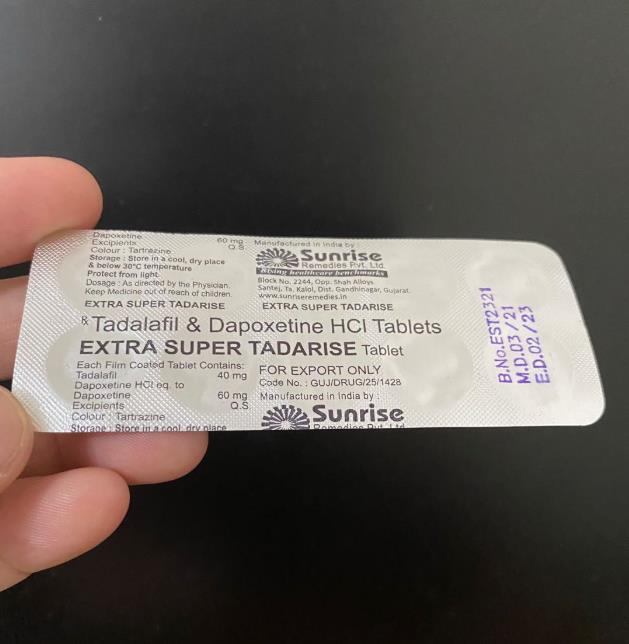 Dapoxetine 60 mg
Excipients Q.S
Colour : Tartrazine
Storage : Store in a cool, dry place
& below 30°C temperature
Protect from light.
Dosage : As directed by the Physician.
Keep Medicine out of reach of children.
EXTRA SUPER TADARISE
Manufactured in India by :
Sunrise
Remedies Pvt. Ltd.
Rising healthcare benchmarks
Block No. 2244, Opp. Shah Alloys
Santej, Ta. Kalol, Dist. Gandhinagar, Gujarat.
www.sunriseremedies.in
EXTRA SUPER TADARISE
Rx Tadalafil & Dapoxetine HCl Tablets
EXTRA SUPER TADARISE Tablet
Each Film Coated Tablet Contains:
Tadalafil 40 mg
Dapoxetine HCl eq. to
Dapoxetine 60 mg
Excipients Q.S
Colour : Tartrazine
Storage : Store in a cool, dry place
FOR EXPORT ONLY
Code No. : GUJ/DRUG/25/1428
Manufactured in India by :
Sunrise
Remedies Pvt. Ltd
B.No.EST2321
M.D.03/21
E.D.02/23